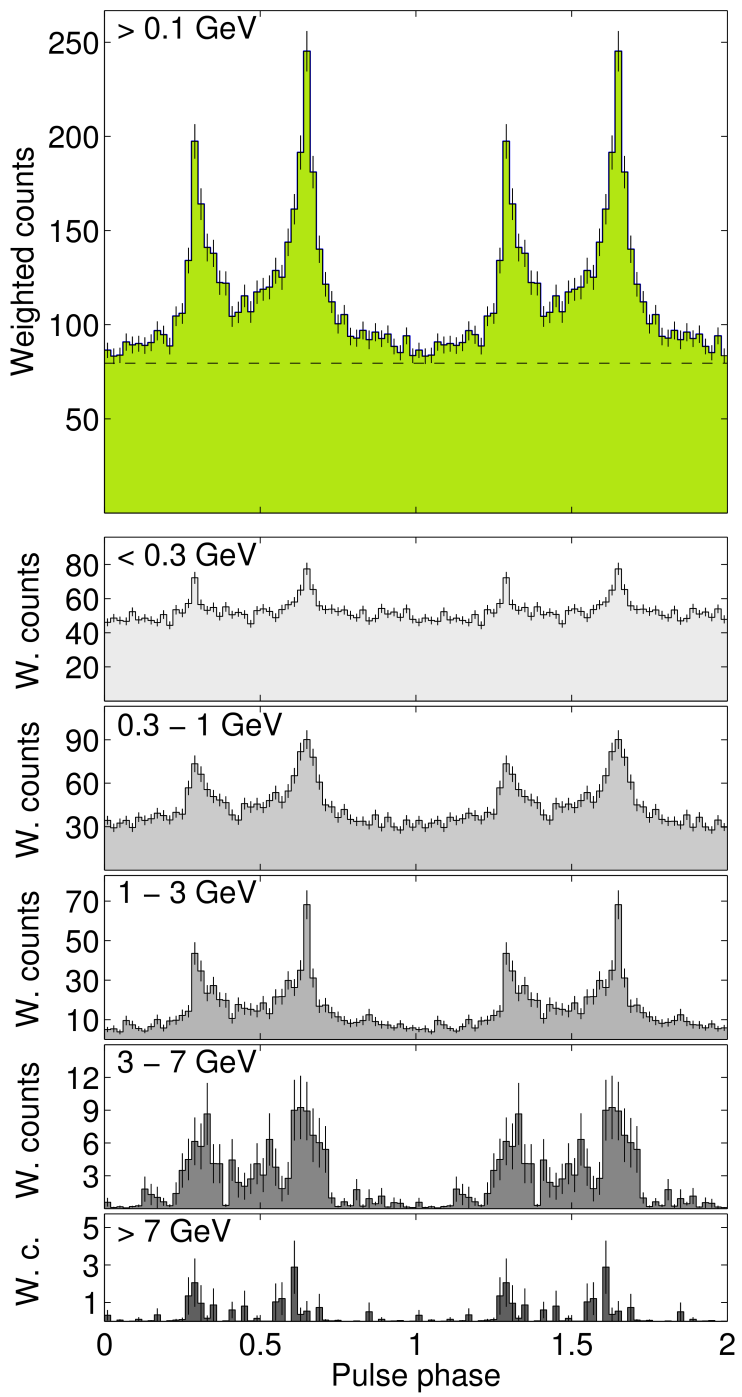 > 0.1 GeV
250
200
150
100
50
Weighted counts
< 0.3 GeV
80
60
40
20
W. counts
0.3 − 1 GeV
90
60
30
W. counts
1 − 3 GeV
70
50
30
10
W. counts
3 − 7 GeV
12
9
6
3
W. counts
> 7 GeV
5
3
1
W. c.
0 0.5 1 1.5 2
Pulse phase